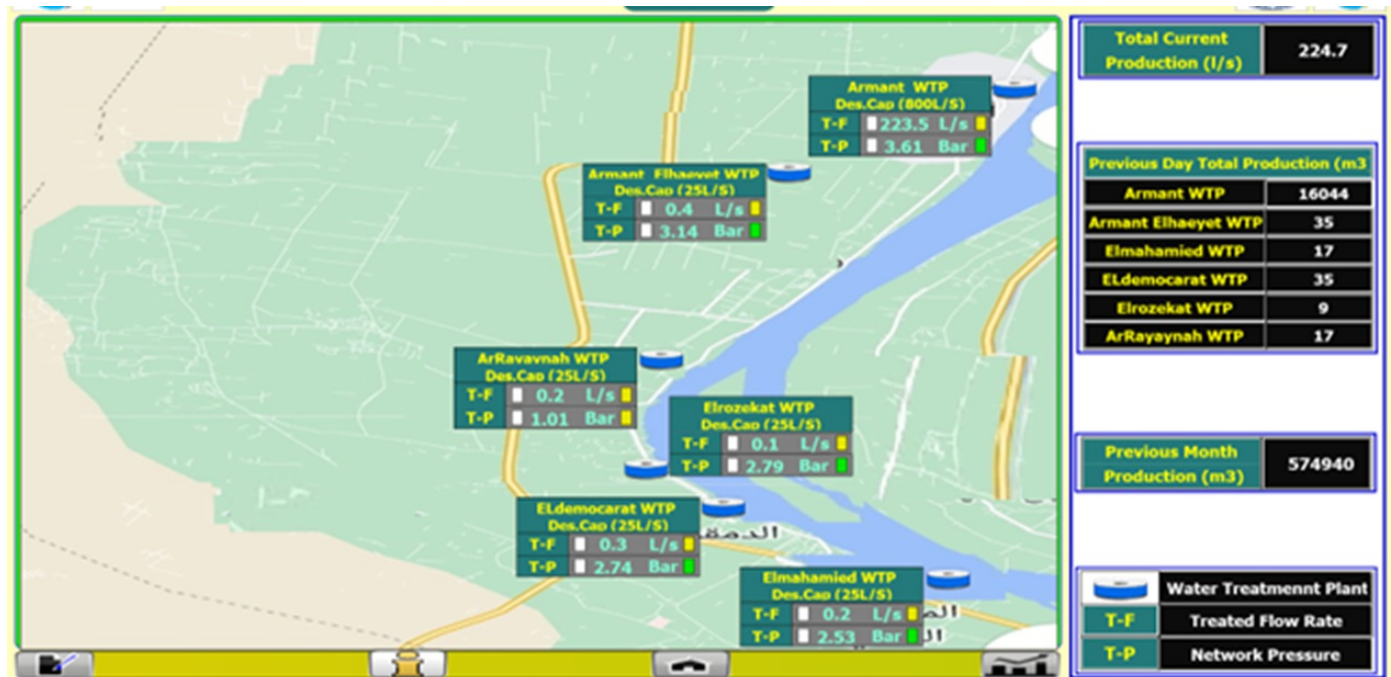 Armant WTP
Des.Cap (800L/S)
T-F 223.5 L/s
T-P 3.61 Bar
Armant Elhaeyet WTP
Des.Cap (25L/S)
T-F 0.4 L/s
T-P 3.14 Bar
ArRayaynah WTP
Des.Cap (25L/S)
T-F 0.2 L/s
T-P 1.01 Bar
Elrozekat WTP
Des.Cap (25L/S)
T-F 0.1 L/s
T-P 2.79 Bar
ELdemocarat WTP
Des.Cap (25L/S)
T-F 0.3 L/s
T-P 2.74 Bar
Elmahamied WTP
Des.Cap (25L/S)
T-F 0.2 L/s
T-P 2.53 Bar
Total Current
Production (l/s)
224.7
Previous Day Total Production (m3
Armant WTP 16044
Armant Elhaeyet WTP 35
Elmahamied WTP 17
ELdemocarat WTP 35
Elrozekat WTP 9
ArRayaynah WTP 17
Previous Month
Production (m3)
574940
Water Treatmennt Plant
T-F Treated Flow Rate
T-P Network Pressure